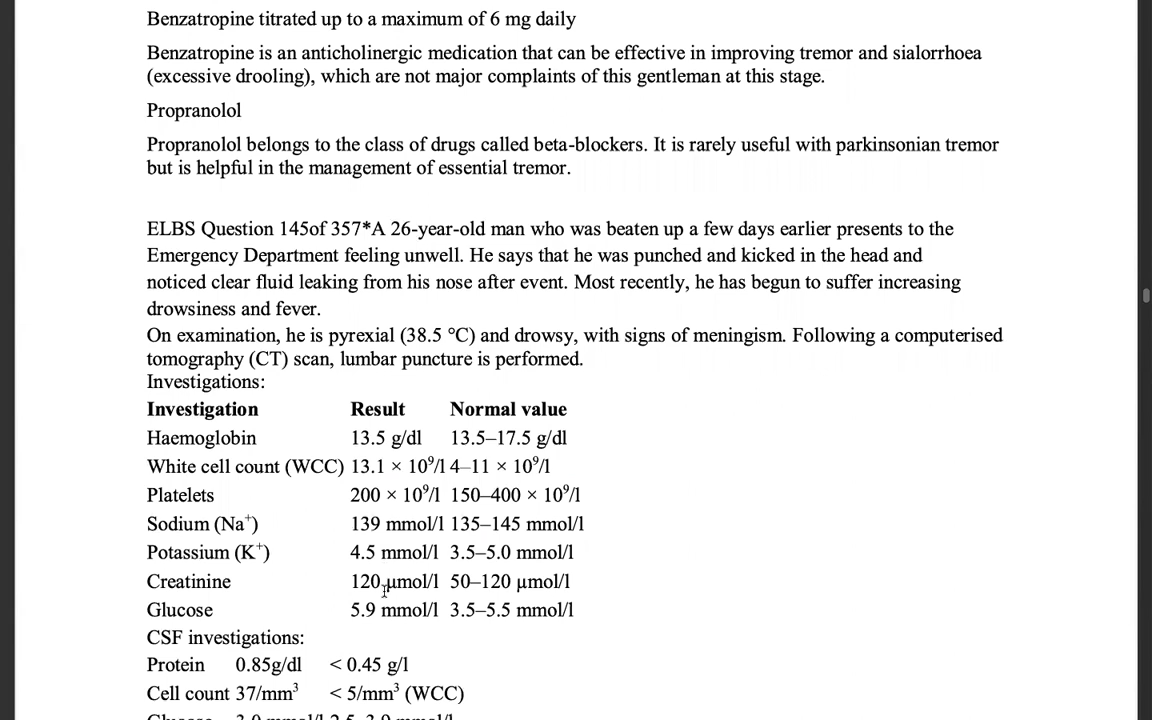 Benzatropine titrated up to a maximum of 6 mg daily
Benzatropine is an anticholinergic medication that can be effective in improving tremor and sialorrhoea
(excessive drooling), which are not major complaints of this gentleman at this stage.
Propranolol
Propranolol belongs to the class of drugs called beta-blockers. It is rarely useful with parkinsonian tremor
but is helpful in the management of essential tremor.
ELBS Question 145of 357*A 26-year-old man who was beaten up a few days earlier presents to the
Emergency Department feeling unwell. He says that he was punched and kicked in the head and
noticed clear fluid leaking from his nose after event. Most recently, he has begun to suffer increasing
drowsiness and fever.
On examination, he is pyrexial (38.5 °C) and drowsy, with signs of meningism. Following a computerised
tomography (CT) scan, lumbar puncture is performed.
Investigations:
Investigation Result Normal value
Haemoglobin 13.5 g/dl 13.5–17.5 g/dl
White cell count (WCC) 13.1 × 10⁹/l 4–11 × 10⁹/l
Platelets 200 × 10⁹/l 150–400 × 10⁹/l
Sodium (Na⁺) 139 mmol/l 135–145 mmol/l
Potassium (K⁺) 4.5 mmol/l 3.5–5.0 mmol/l
Creatinine 120 µmol/l 50–120 µmol/l
Glucose 5.9 mmol/l 3.5–5.5 mmol/l
CSF investigations:
Protein 0.85g/dl < 0.45 g/l
Cell count 37/mm³ < 5/mm³ (WCC)